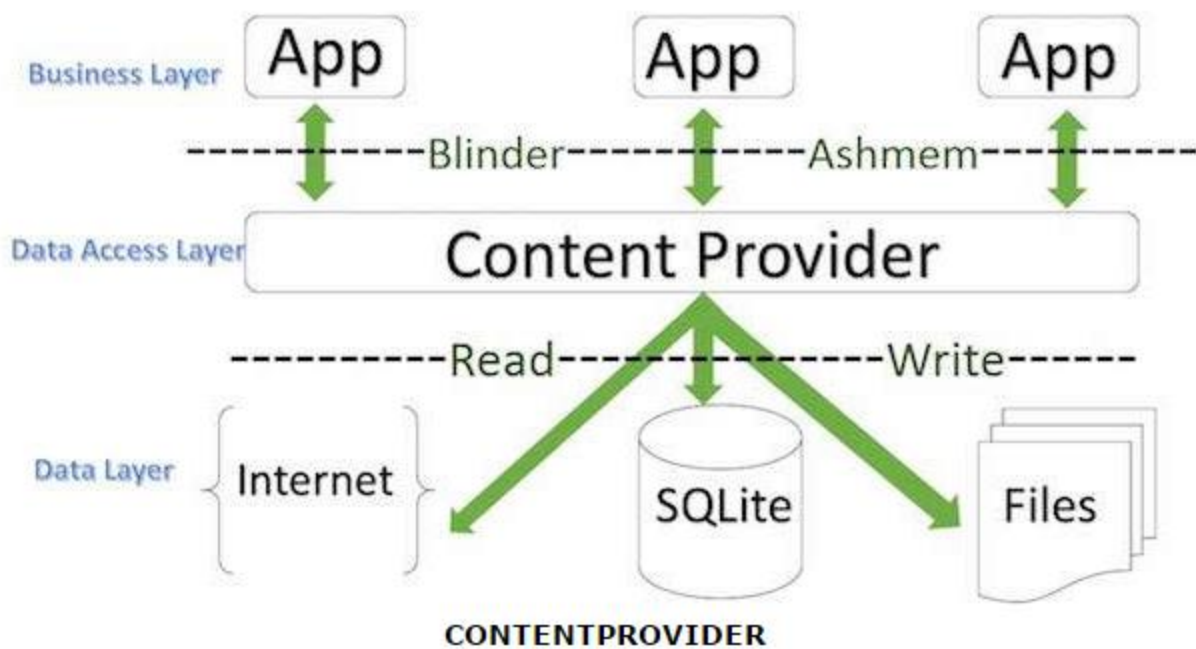 App App App
Business Layer
Blinder Ashmem
Data Access Layer Content Provider
Read Write
Data Layer Internet SQLite Files
CONTENTPROVIDER